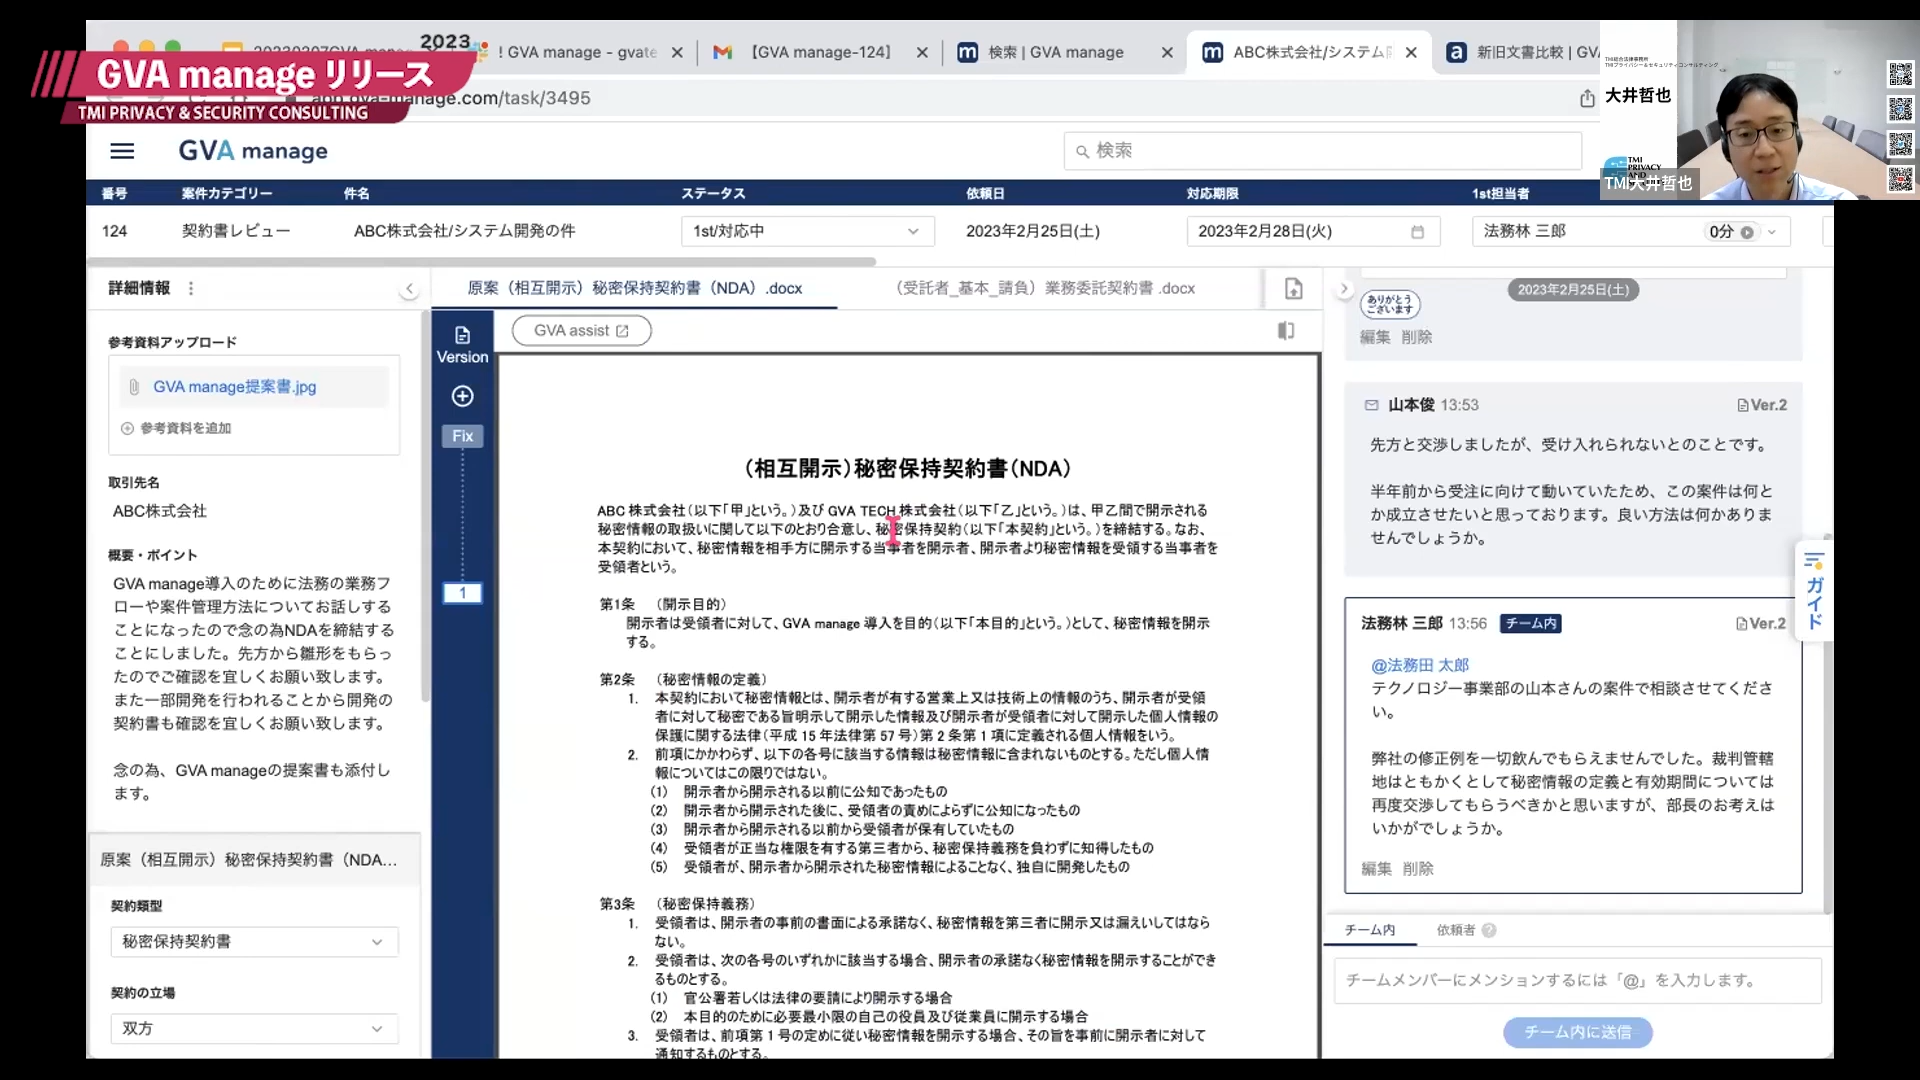 2023
GVA manage リリース
TMI PRIVACY & SECURITY CONSULTING
! GVA manage - gvate
【GVA manage-124】
検索 | GVA manage
ABC株式会社/システム開
新旧文書比較 | GV
app.gva-manage.com/task/3495
TMI総合法律事務所
TMIプライバシー&セキュリティコンサルティング
大井哲也
TMI
PRIVACY
AND
TMI大井哲也
GVA manage
検索
番号 案件カテゴリー 件名 ステータス 依頼日 対応期限 1st担当者
124 契約書レビュー ABC株式会社/システム開発の件 1st/対応中 2023年2月25日(土) 2023年2月28日(火) 法務林 三郎 0分
詳細情報
参考資料アップロード
GVA manage提案書.jpg
参考資料を追加
取引先名
ABC株式会社
概要・ポイント
GVA manage導入のために法務の業務フ
ローや案件管理方法についてお話しする
ことになったので念の為NDAを締結する
ことにしました。先方から雛形をもらっ
たのでご確認を宜しくお願い致します。
また一部開発を行われることから開発の
契約書も確認を宜しくお願い致します。
念の為、GVA manageの提案書も添付し
ます。
原案（相互開示）秘密保持契約書（NDA...
契約類型
秘密保持契約書
契約の立場
双方
原案（相互開示）秘密保持契約書（NDA）.docx
（受託者_基本_請負）業務委託契約書 .docx
Version
Fix
1
GVA assist
（相互開示）秘密保持契約書（NDA）
ABC 株式会社（以下「甲」という。）及び GVA TECH 株式会社（以下「乙」という。）は、甲乙間で開示される
秘密情報の取扱いに関して以下のとおり合意し、秘密保持契約（以下「本契約」という。）を締結する。なお、
本契約において、秘密情報を相手方に開示する当事者を開示者、開示者より秘密情報を受領する当事者を
受領者という。
第1条 （開示目的）
開示者は受領者に対して、GVA manage 導入を目的（以下「本目的」という。）として、秘密情報を開示
する。
第2条 （秘密情報の定義）
1. 本契約において秘密情報とは、開示者が有する営業上又は技術上の情報のうち、開示者が受領
者に対して秘密である旨明示して開示した情報及び開示者が受領者に対して開示した個人情報の
保護に関する法律（平成 15 年法律第 57 号）第 2 条第 1 項に定義される個人情報をいう。
2. 前項にかかわらず、以下の各号に該当する情報は秘密情報に含まれないものとする。ただし個人情
報についてはこの限りではない。
(1) 開示者から開示される以前に公知であったもの
(2) 開示者から開示された後に、受領者の責めによらずに公知になったもの
(3) 開示者から開示される以前から受領者が保有していたもの
(4) 受領者が正当な権限を有する第三者から、秘密保持義務を負わずに知得したもの
(5) 受領者が、開示者から開示された秘密情報によることなく、独自に開発したもの
第3条 （秘密保持義務）
1. 受領者は、開示者の事前の書面による承諾なく、秘密情報を第三者に開示又は漏えいしてはなら
ない。
2. 受領者は、次の各号のいずれかに該当する場合、開示者の承諾なく秘密情報を開示することができ
るものとする。
(1) 官公署若しくは法律の要請により開示する場合
(2) 本目的のために必要最小限の自己の役員及び従業員に開示する場合
3. 受領者は、前項第 1 号の定めに従い秘密情報を開示する場合、その旨を事前に開示者に対して
通知するものとする。
2023年2月25日(土)
ありがとう
ございます
編集 削除
山本俊 13:53 Ver.2
先方と交渉しましたが、受け入れられないとのことです。
半年前から受注に向けて動いていたため、この案件は何と
か成立させたいと思っております。良い方法は何かありま
せんでしょうか。
ガイド
法務林 三郎 13:56 チーム内 Ver.2
@法務田 太郎
テクノロジー事業部の山本さんの案件で相談させてくださ
い。
弊社の修正例を一切飲んでもらえませんでした。裁判管轄
地はともかくとして秘密情報の定義と有効期間については
再度交渉してもらうべきかと思いますが、部長のお考えは
いかがでしょうか。
編集 削除
チーム内 依頼者
チームメンバーにメンションするには「@」を入力します。
チーム内に送信